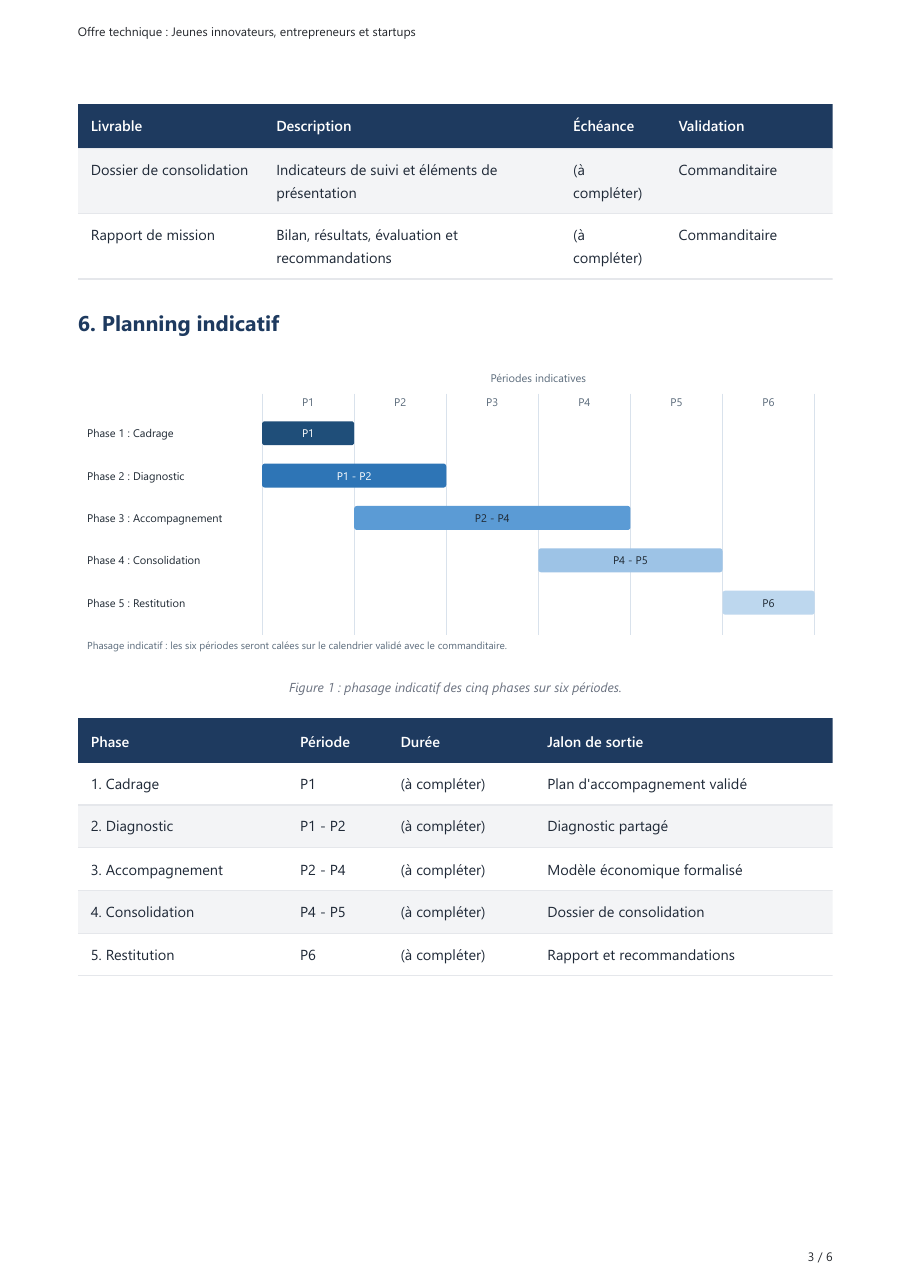 Offre technique : Jeunes innovateurs, entrepreneurs et startups
Livrable Description Échéance Validation
Dossier de consolidation Indicateurs de suivi et éléments de (à Commanditaire
présentation compléter)
Rapport de mission Bilan, résultats, évaluation et (à Commanditaire
recommandations compléter)
6. Planning indicatif
Périodes indicatives
P1 P2 P3 P4 P5 P6
Phase 1 : Cadrage P1
Phase 2 : Diagnostic P1 - P2
Phase 3 : Accompagnement P2 - P4
Phase 4 : Consolidation P4 - P5
Phase 5 : Restitution P6
Phasage indicatif : les six périodes seront calées sur le calendrier validé avec le commanditaire.
Figure 1 : phasage indicatif des cinq phases sur six périodes.
Phase Période Durée Jalon de sortie
1. Cadrage P1 (à compléter) Plan d'accompagnement validé
2. Diagnostic P1 - P2 (à compléter) Diagnostic partagé
3. Accompagnement P2 - P4 (à compléter) Modèle économique formalisé
4. Consolidation P4 - P5 (à compléter) Dossier de consolidation
5. Restitution P6 (à compléter) Rapport et recommandations
3 / 6